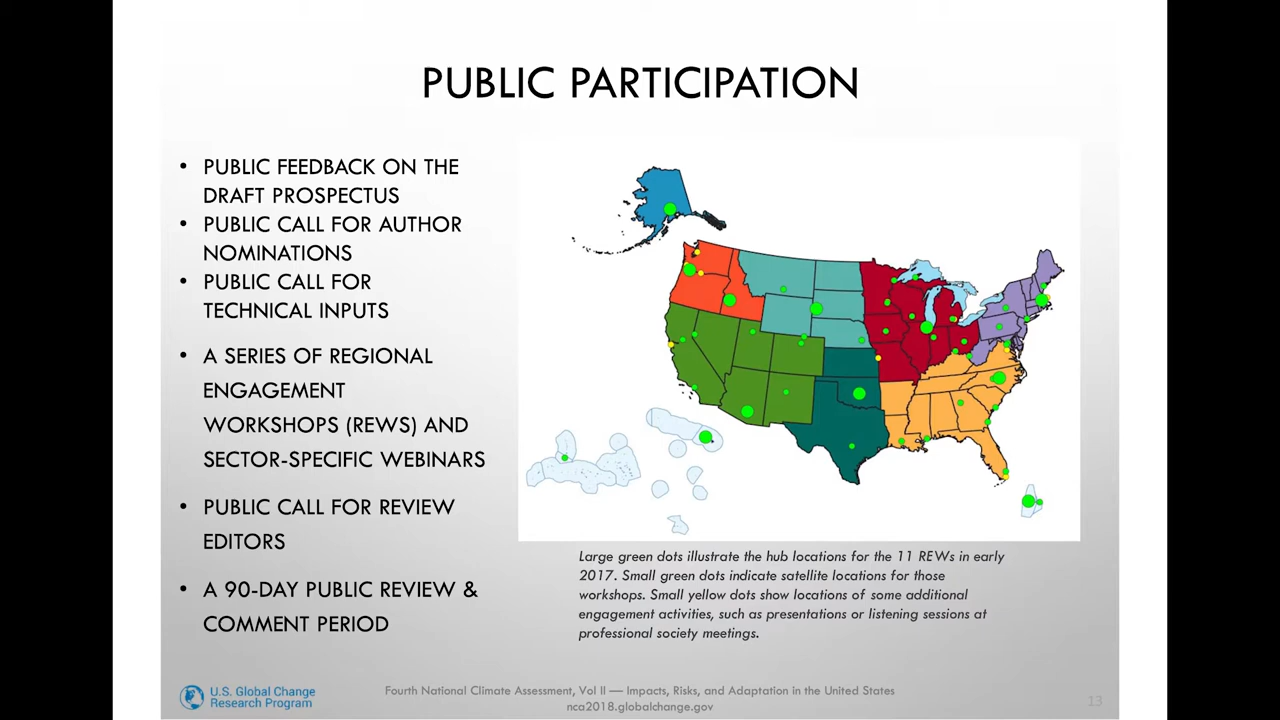 PUBLIC PARTICIPATION
• PUBLIC FEEDBACK ON THE
DRAFT PROSPECTUS
• PUBLIC CALL FOR AUTHOR
NOMINATIONS
• PUBLIC CALL FOR
TECHNICAL INPUTS
• A SERIES OF REGIONAL
ENGAGEMENT
WORKSHOPS (REWS) AND
SECTOR-SPECIFIC WEBINARS
• PUBLIC CALL FOR REVIEW
EDITORS
• A 90-DAY PUBLIC REVIEW &
COMMENT PERIOD
Large green dots illustrate the hub locations for the 11 REWs in early
2017. Small green dots indicate satellite locations for those
workshops. Small yellow dots show locations of some additional
engagement activities, such as presentations or listening sessions at
professional society meetings.
U.S. Global Change
Research Program
Fourth National Climate Assessment, Vol II — Impacts, Risks, and Adaptation in the United States
nca2018.globalchange.gov
13